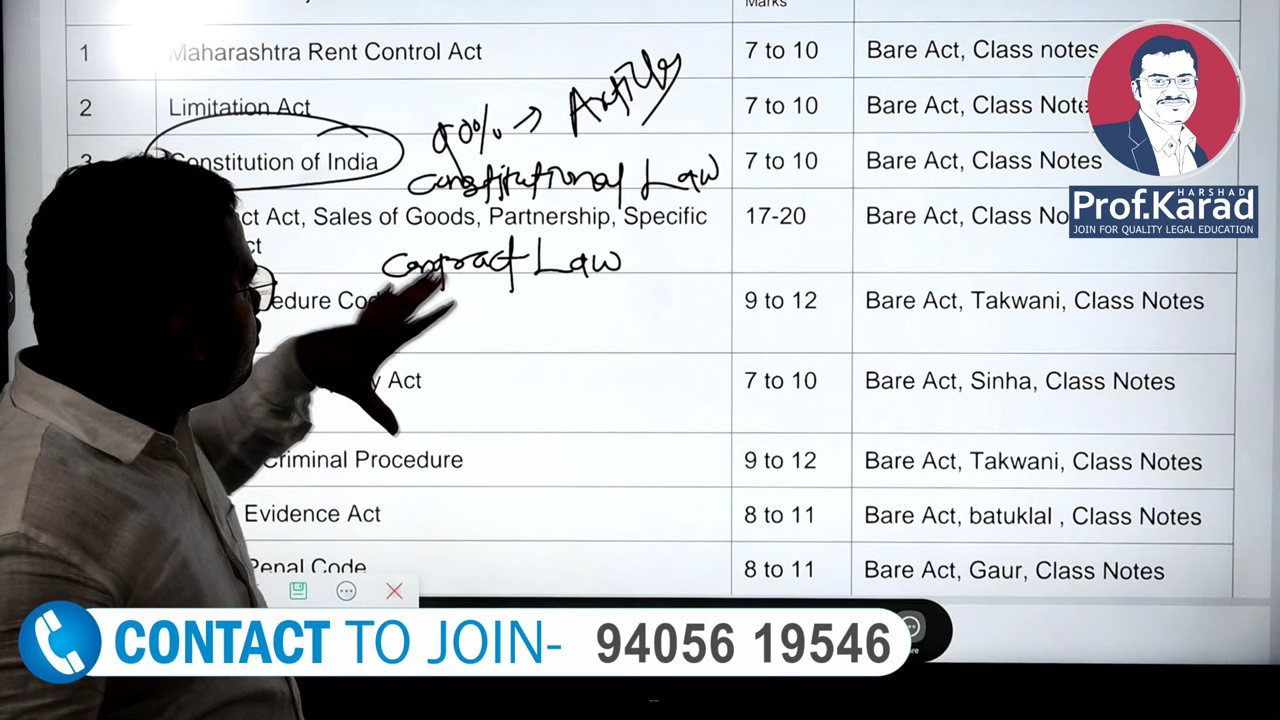 Marks
1 Maharashtra Rent Control Act 7 to 10 Bare Act, Class notes
2 Limitation Act 7 to 10 Bare Act, Class Note
90% → Articles
3 Constitution of India 7 to 10 Bare Act, Class Notes
Constitutional Law
ct Act, Sales of Goods, Partnership, Specific 17-20 Bare Act, Class No
ct
Contract Law
edure Cod 9 to 12 Bare Act, Takwani, Class Notes
y Act 7 to 10 Bare Act, Sinha, Class Notes
Criminal Procedure 9 to 12 Bare Act, Takwani, Class Notes
Evidence Act 8 to 11 Bare Act, batuklal , Class Notes
Penal Code 8 to 11 Bare Act, Gaur, Class Notes
HARSHAD
Prof.Karad
JOIN FOR QUALITY LEGAL EDUCATION
CONTACT TO JOIN- 94056 19546